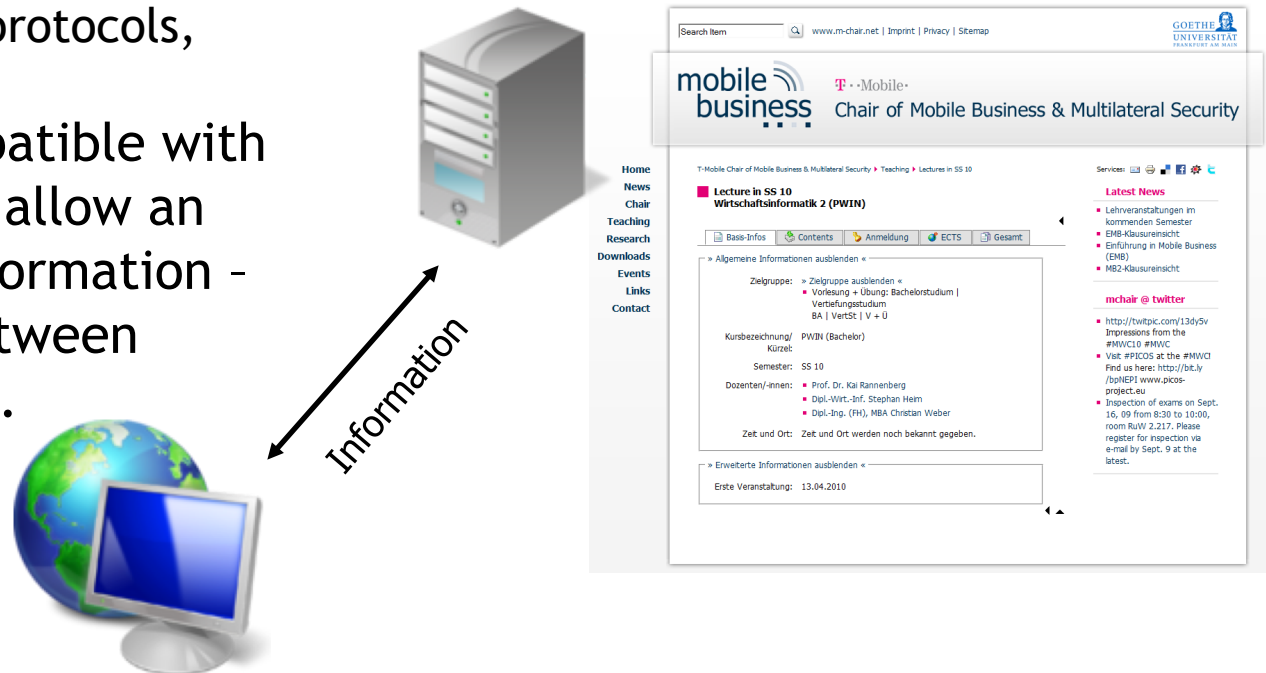 protocols,
patible with
allow an
formation –
tween
.
Information
Search Item
www.m-chair.net | Imprint | Privacy | Sitemap
GOETHE
UNIVERSITÄT
FRANKFURT AM MAIN
mobile
business
T··Mobile·
Chair of Mobile Business & Multilateral Security
Home
News
Chair
Teaching
Research
Downloads
Events
Links
Contact
T-Mobile Chair of Mobile Business & Multilateral Security Teaching Lectures in SS 10
Services:
Lecture in SS 10
Wirtschaftsinformatik 2 (PWIN)
Basis-Infos Contents Anmeldung ECTS Gesamt
» Allgemeine Informationen ausblenden «
Zielgruppe: » Zielgruppe ausblenden «
Vorlesung + Übung: Bachelorstudium |
Vertiefungsstudium
BA | VertSt | V + Ü
Kursbezeichnung/ PWIN (Bachelor)
Kürzel:
Semester: SS 10
Dozenten/-innen: Prof. Dr. Kai Rannenberg
Dipl.-Wirt.-Inf. Stephan Heim
Dipl.-Ing. (FH), MBA Christian Weber
Zeit und Ort: Zeit und Ort werden noch bekannt gegeben.
» Erweiterte Informationen ausblenden «
Erste Veranstaltung: 13.04.2010
Latest News
Lehrveranstaltungen im
kommenden Semester
EMB-Klausureinsicht
Einführung in Mobile Business
(EMB)
MB2-Klausureinsicht
mchair @ twitter
http://twitpic.com/13dy5v
Impressions from the
#MWC10 #MWC
Visit #PICOS at the #MWC!
Find us here: http://bit.ly
/bpNEPI www.picos-
project.eu
Inspection of exams on Sept.
16, 09 from 8:30 to 10:00,
room RuW 2.217. Please
register for inspection via
e-mail by Sept. 9 at the
latest.